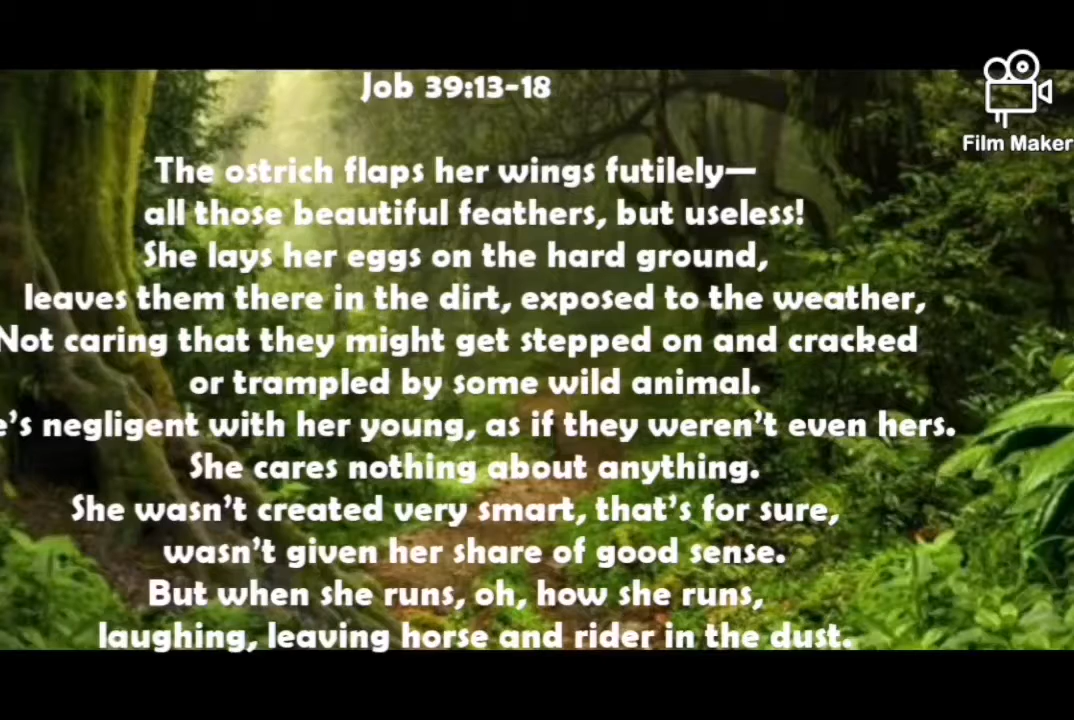 Job 39:13-18
Film Maker
The ostrich flaps her wings futilely—
all those beautiful feathers, but useless!
She lays her eggs on the hard ground,
leaves them there in the dirt, exposed to the weather,
Not caring that they might get stepped on and cracked
or trampled by some wild animal.
e's negligent with her young, as if they weren't even hers.
She cares nothing about anything.
She wasn't created very smart, that's for sure,
wasn't given her share of good sense.
But when she runs, oh, how she runs,
laughing, leaving horse and rider in the dust.